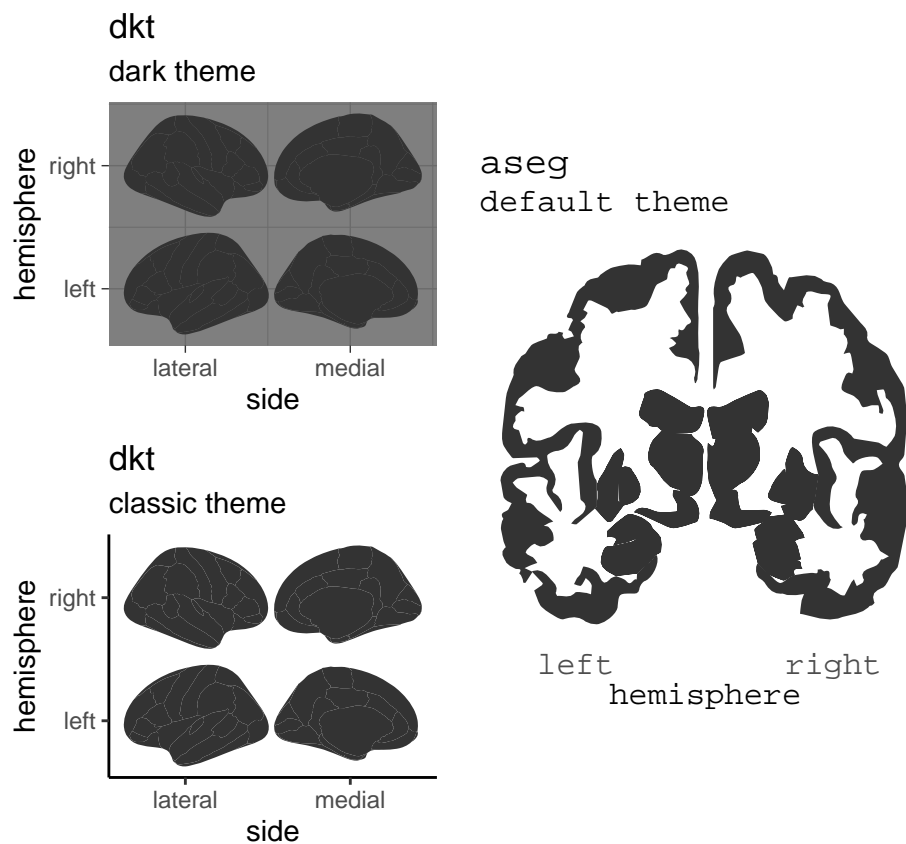 dkt
dark theme
hemisphere
right
left
lateral medial
side
dkt
classic theme
hemisphere
right
left
lateral medial
side
aseg
default theme
left right
hemisphere